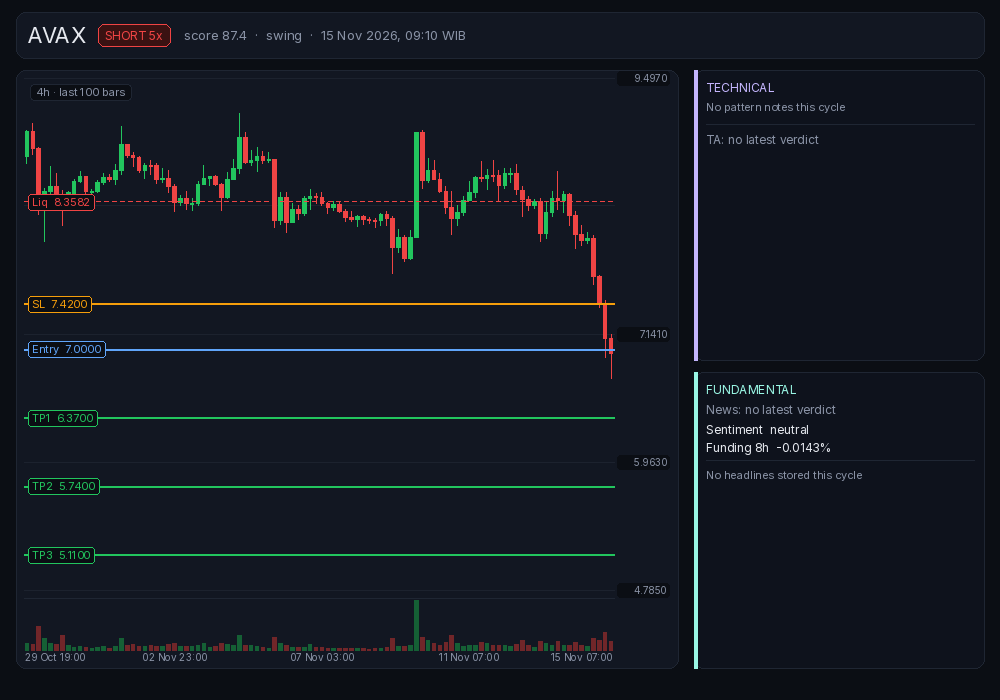 AVAX SHORT 5x score 87.4 · swing · 15 Nov 2026, 09:10 WIB
4h · last 100 bars
9.4970
Liq 8.3582
SL 7.4200
7.1410
Entry 7.0000
TP1 6.3700
5.9630
TP2 5.7400
TP3 5.1100
4.7850
29 Oct 19:00 02 Nov 23:00 07 Nov 03:00 11 Nov 07:00 15 Nov 07:00
TECHNICAL
No pattern notes this cycle
TA: no latest verdict
FUNDAMENTAL
News: no latest verdict
Sentiment neutral
Funding 8h -0.0143%
No headlines stored this cycle